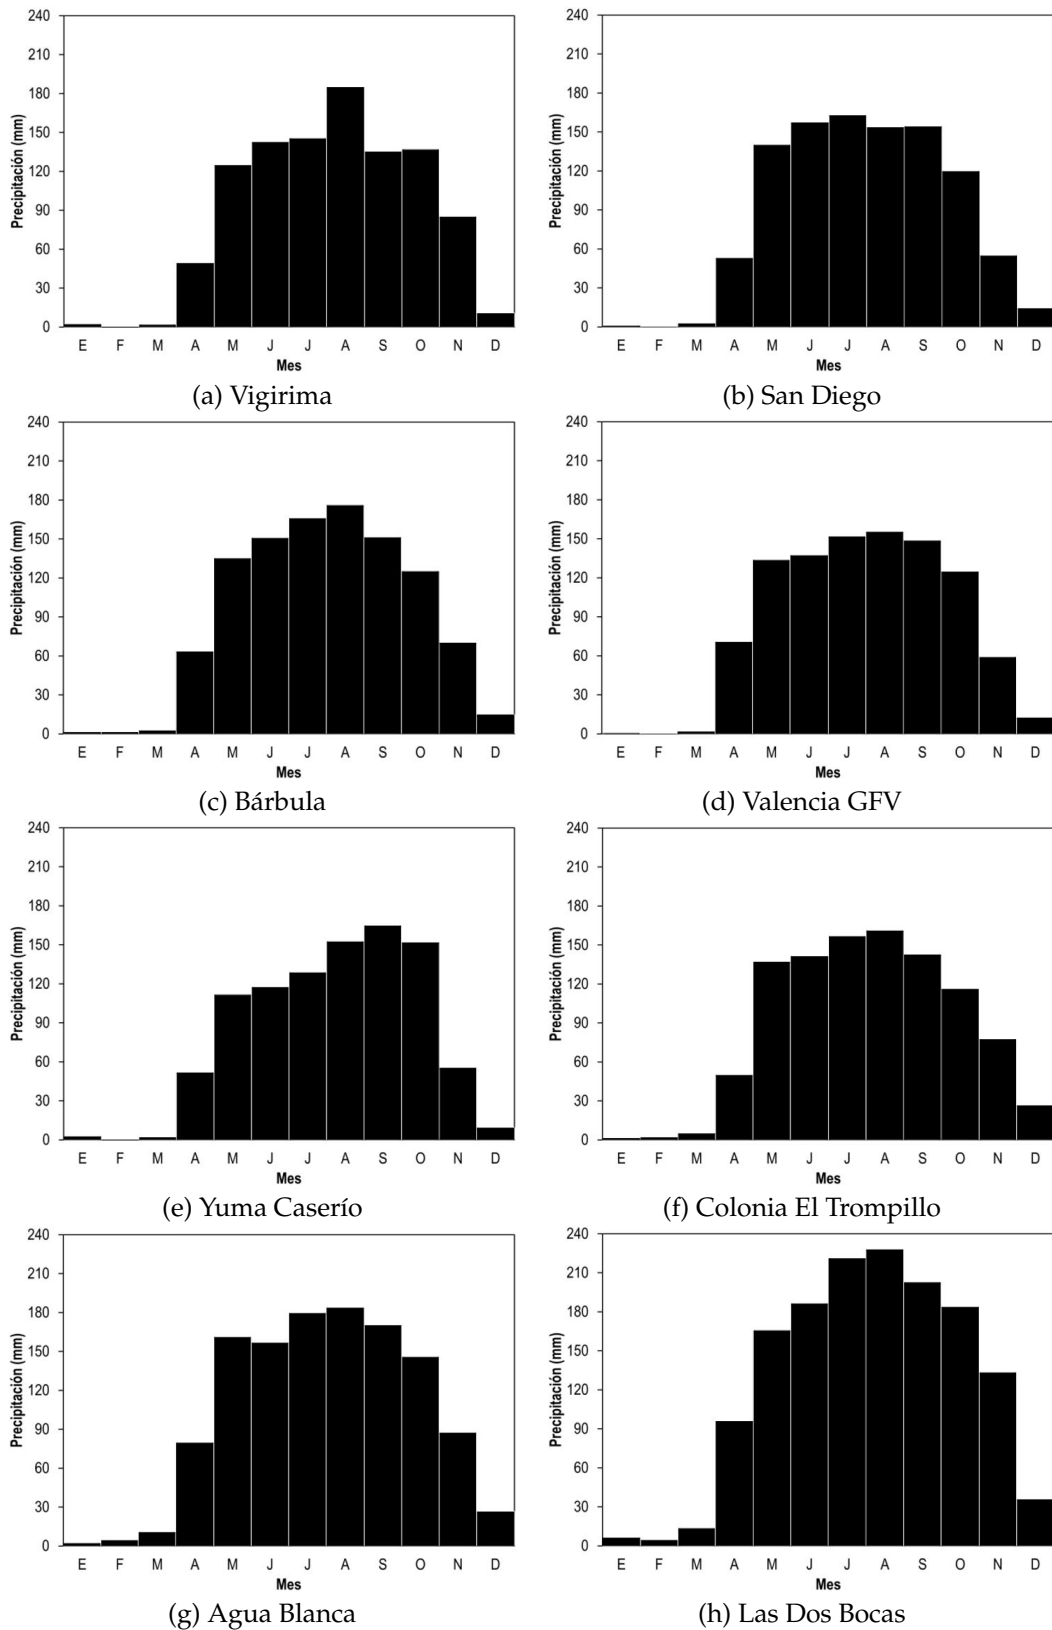 240
210
180
150
120
90
60
30
0
Precipitación (mm)
E F M A M J J A S O N D
Mes
(a) Vigirima
240
210
180
150
120
90
60
30
0
Precipitación (mm)
E F M A M J J A S O N D
Mes
(b) San Diego
240
210
180
150
120
90
60
30
0
Precipitación (mm)
E F M A M J J A S O N D
Mes
(c) Bárbula
240
210
180
150
120
90
60
30
0
Precipitación (mm)
E F M A M J J A S O N D
Mes
(d) Valencia GFV
240
210
180
150
120
90
60
30
0
Precipitación (mm)
E F M A M J J A S O N D
Mes
(e) Yuma Caserío
240
210
180
150
120
90
60
30
0
Precipitación (mm)
E F M A M J J A S O N D
Mes
(f) Colonia El Trompillo
240
210
180
150
120
90
60
30
0
Precipitación (mm)
E F M A M J J A S O N D
Mes
(g) Agua Blanca
240
210
180
150
120
90
60
30
0
Precipitación (mm)
E F M A M J J A S O N D
Mes
(h) Las Dos Bocas